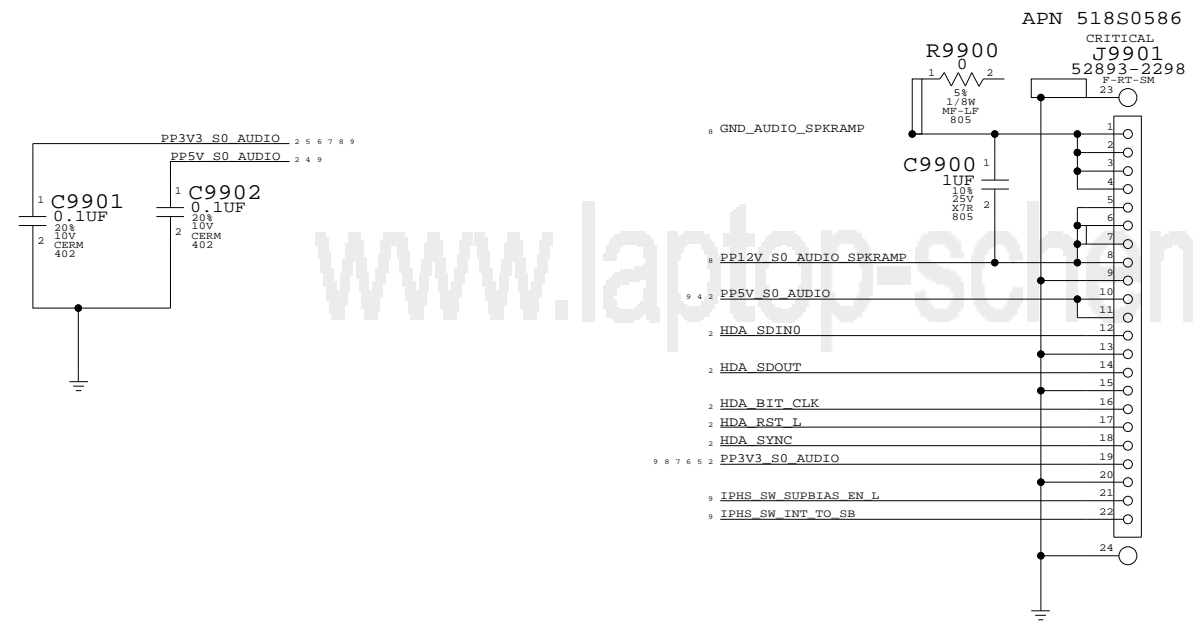 APN 518S0586
CRITICAL
J9901
52893-2298
F-RT-SM
R9900
0
1 2
5%
1/8W
MF-LF
805
23
8 GND_AUDIO_SPKRAMP
C9900
1UF
10%
25V
X7R
805
1
2
PP3V3_S0_AUDIO 2 5 6 7 8 9
PP5V_S0_AUDIO 2 4 9
C9901
0.1UF
20%
10V
CERM
402
1
2
C9902
0.1UF
20%
10V
CERM
402
1
2
8 PP12V_S0_AUDIO_SPKRAMP
9 4 2 PP5V_S0_AUDIO
2 HDA_SDIN0
2 HDA_SDOUT
2 HDA_BIT_CLK
2 HDA_RST_L
2 HDA_SYNC
9 8 7 6 5 2 PP3V3_S0_AUDIO
9 IPHS_SW_SUPBIAS_EN_L
9 IPHS_SW_INT_TO_SB
1
2
3
4
5
6
7
8
9
10
11
12
13
14
15
16
17
18
19
20
21
22
24
www.laptop-schem